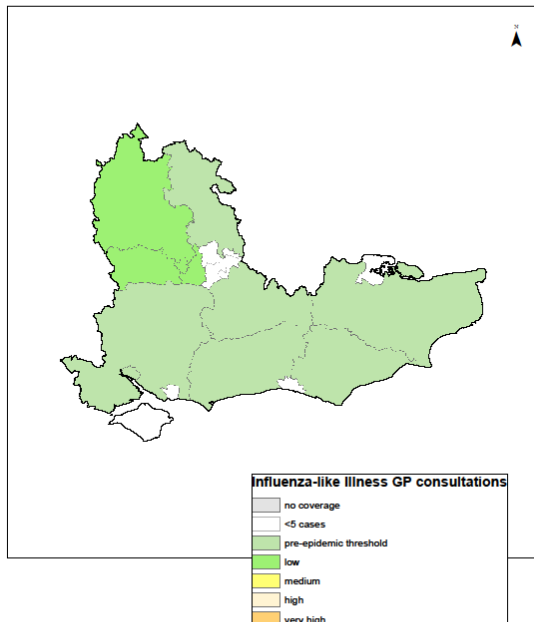 N
Influenza-like Illness GP consultations
no coverage
<5 cases
pre-epidemic threshold
low
medium
high
very high